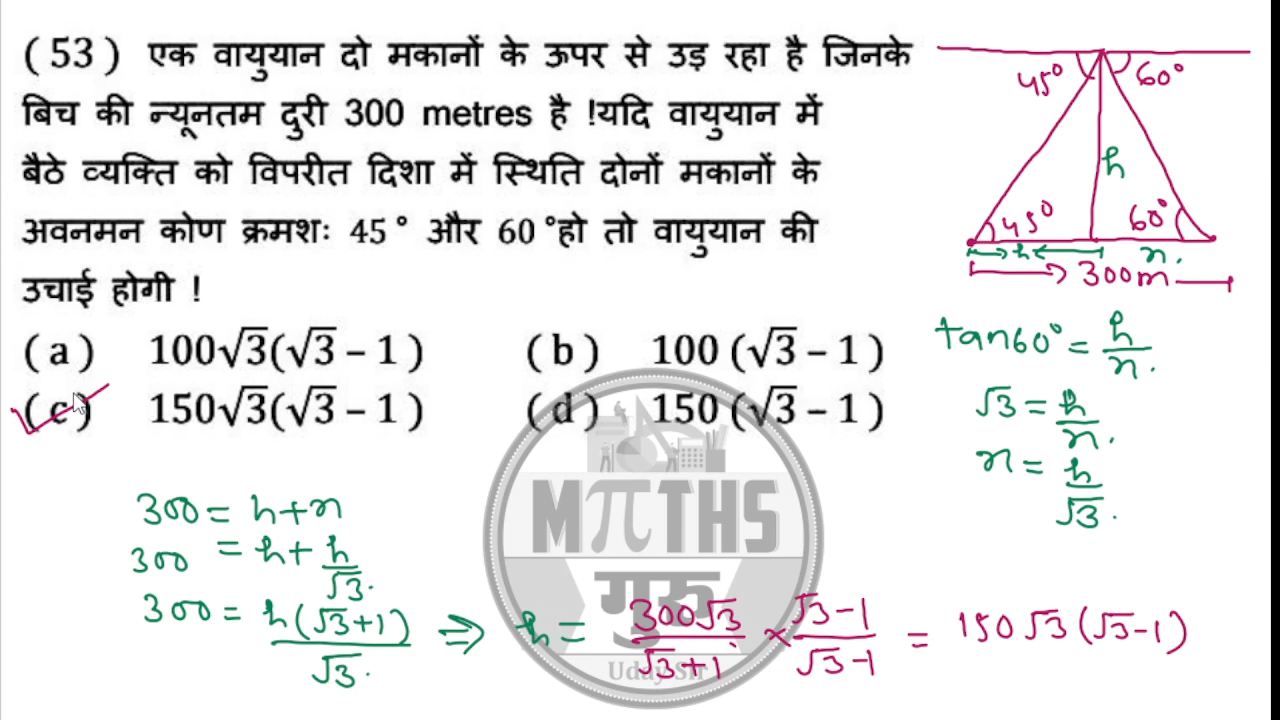 ( 53 ) एक वायुयान दो मकानों के ऊपर से उड़ रहा है जिनके
बिच की न्यूनतम दुरी 300 metres है !यदि वायुयान में
बैठे व्यक्ति को विपरीत दिशा में स्थिति दोनों मकानों के
अवनमन कोण क्रमशः 45° और 60°हो तो वायुयान की
उचाई होगी !
( a ) 100√3(√3 – 1 ) ( b ) 100 (√3 – 1 )
( c ) 150√3(√3 – 1 ) ( d ) 150 (√3 – 1 )
45° 60°
h
45° 60°
h x.
300m
tan60° = h/x.
√3 = h/x.
x = h/√3.
300 = h+x
300 = h+h/√3.
300 = h(√3+1)/√3. ⇒ h = 300√3/√3+1 × √3-1/√3-1 = 150√3(√3-1)
MπTHS
गुरु
Uday Sir